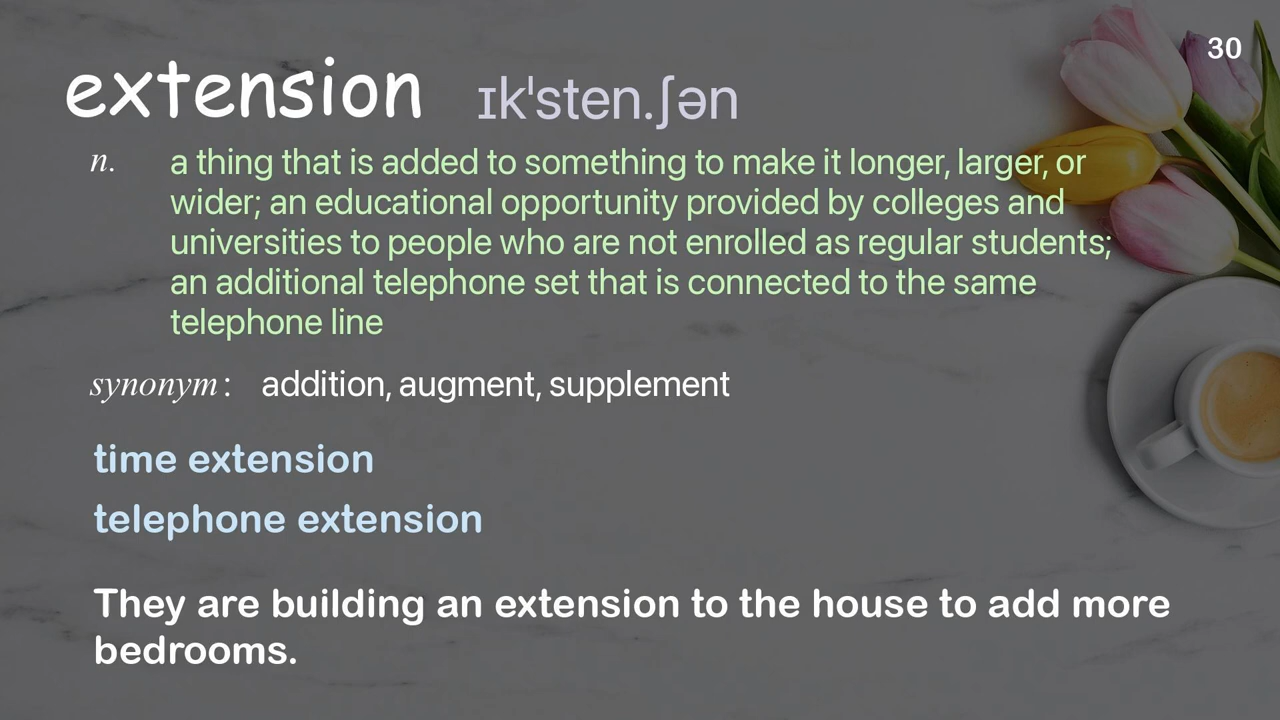 30
extension ɪk'sten.ʃən
n. a thing that is added to something to make it longer, larger, or
wider; an educational opportunity provided by colleges and
universities to people who are not enrolled as regular students;
an additional telephone set that is connected to the same
telephone line
synonym: addition, augment, supplement
time extension
telephone extension
They are building an extension to the house to add more
bedrooms.